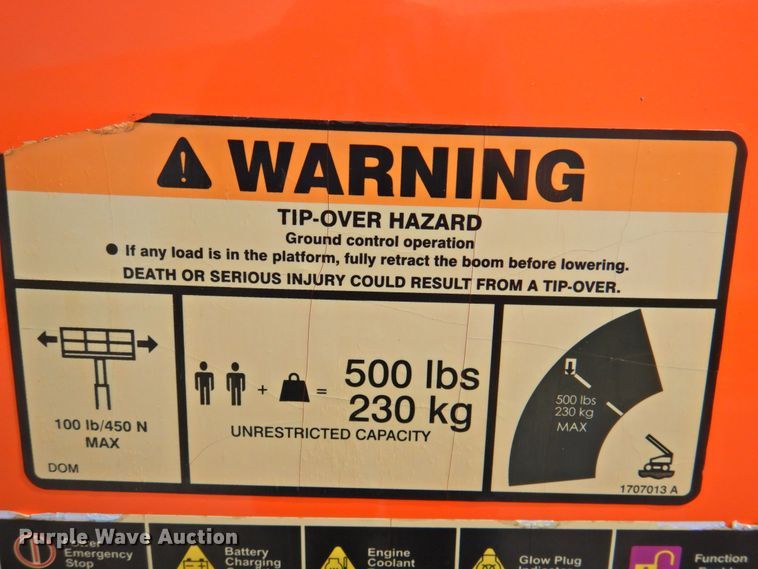 WARNING
TIP-OVER HAZARD
Ground control operation
● If any load is in the platform, fully retract the boom before lowering.
DEATH OR SERIOUS INJURY COULD RESULT FROM A TIP-OVER.
100 lb/450 N
MAX
DOM
+ = 500 lbs
230 kg
UNRESTRICTED CAPACITY
500 lbs
230 kg
MAX
1707013 A
Emergency
Stop
Battery
Charging
Engine
Coolant
Glow Plug
Function
Purple Wave Auction